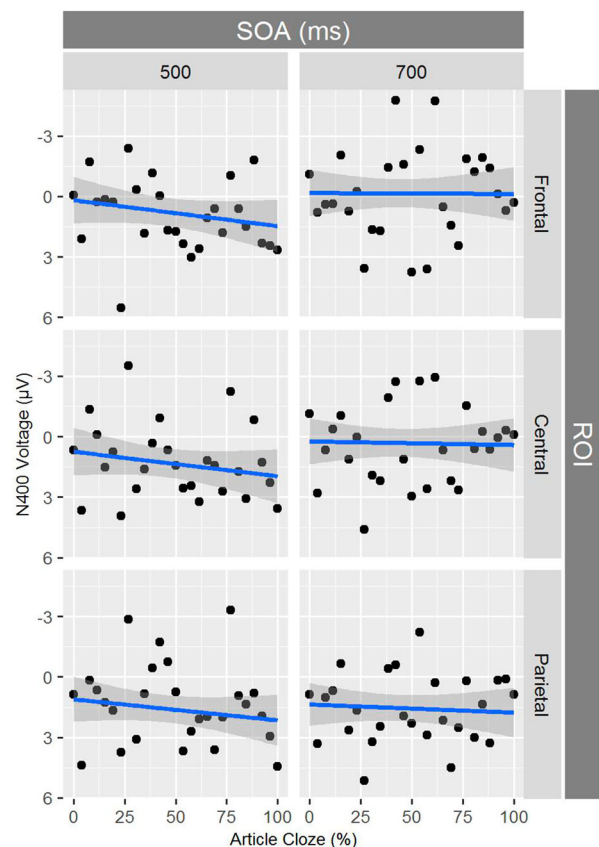 SOA (ms)
500 700
-3
0
3
6
Frontal
-3
0
3
6
Central
-3
0
3
6
Parietal
ROI
N400 Voltage (µV)
0 25 50 75 100 0 25 50 75 100
Article Cloze (%)